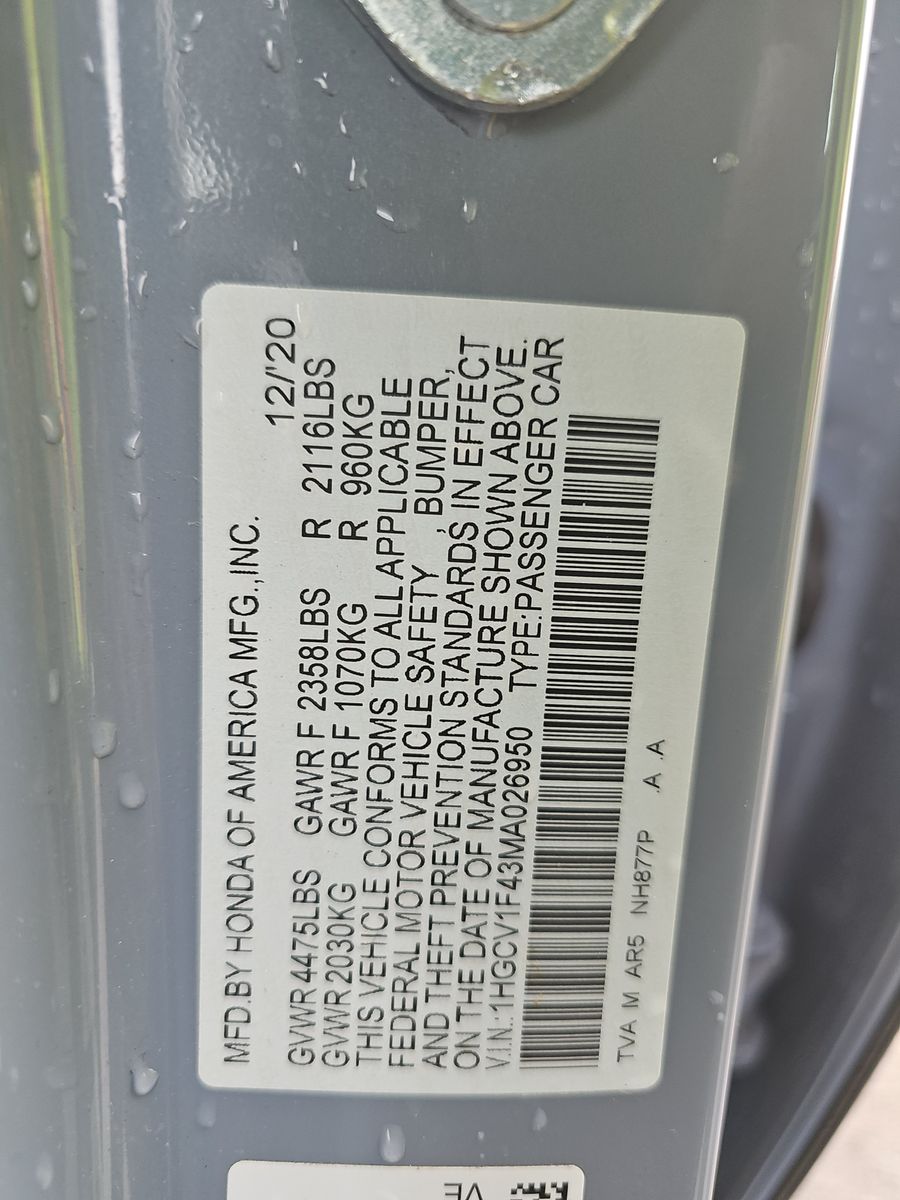 MFD.BY HONDA OF AMERICA MFG.,INC. 12/'20
GVWR 4475LBS GAWR F 2358LBS R 2116LBS
GVWR 2030KG GAWR F 1070KG R 960KG
THIS VEHICLE CONFORMS TO ALL APPLICABLE
FEDERAL MOTOR VEHICLE SAFETY , BUMPER,
AND THEFT PREVENTION STANDARDS, IN EFFECT
ON THE DATE OF MANUFACTURE SHOWN ABOVE.
V.I.N.:1HGCV1F43MA026950 TYPE:PASSENGER CAR
TVA M AR5 NH877P A .A
VE